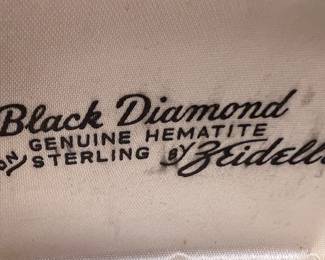 Black Diamond
GENUINE HEMATITE
ON STERLING BY Zeidell